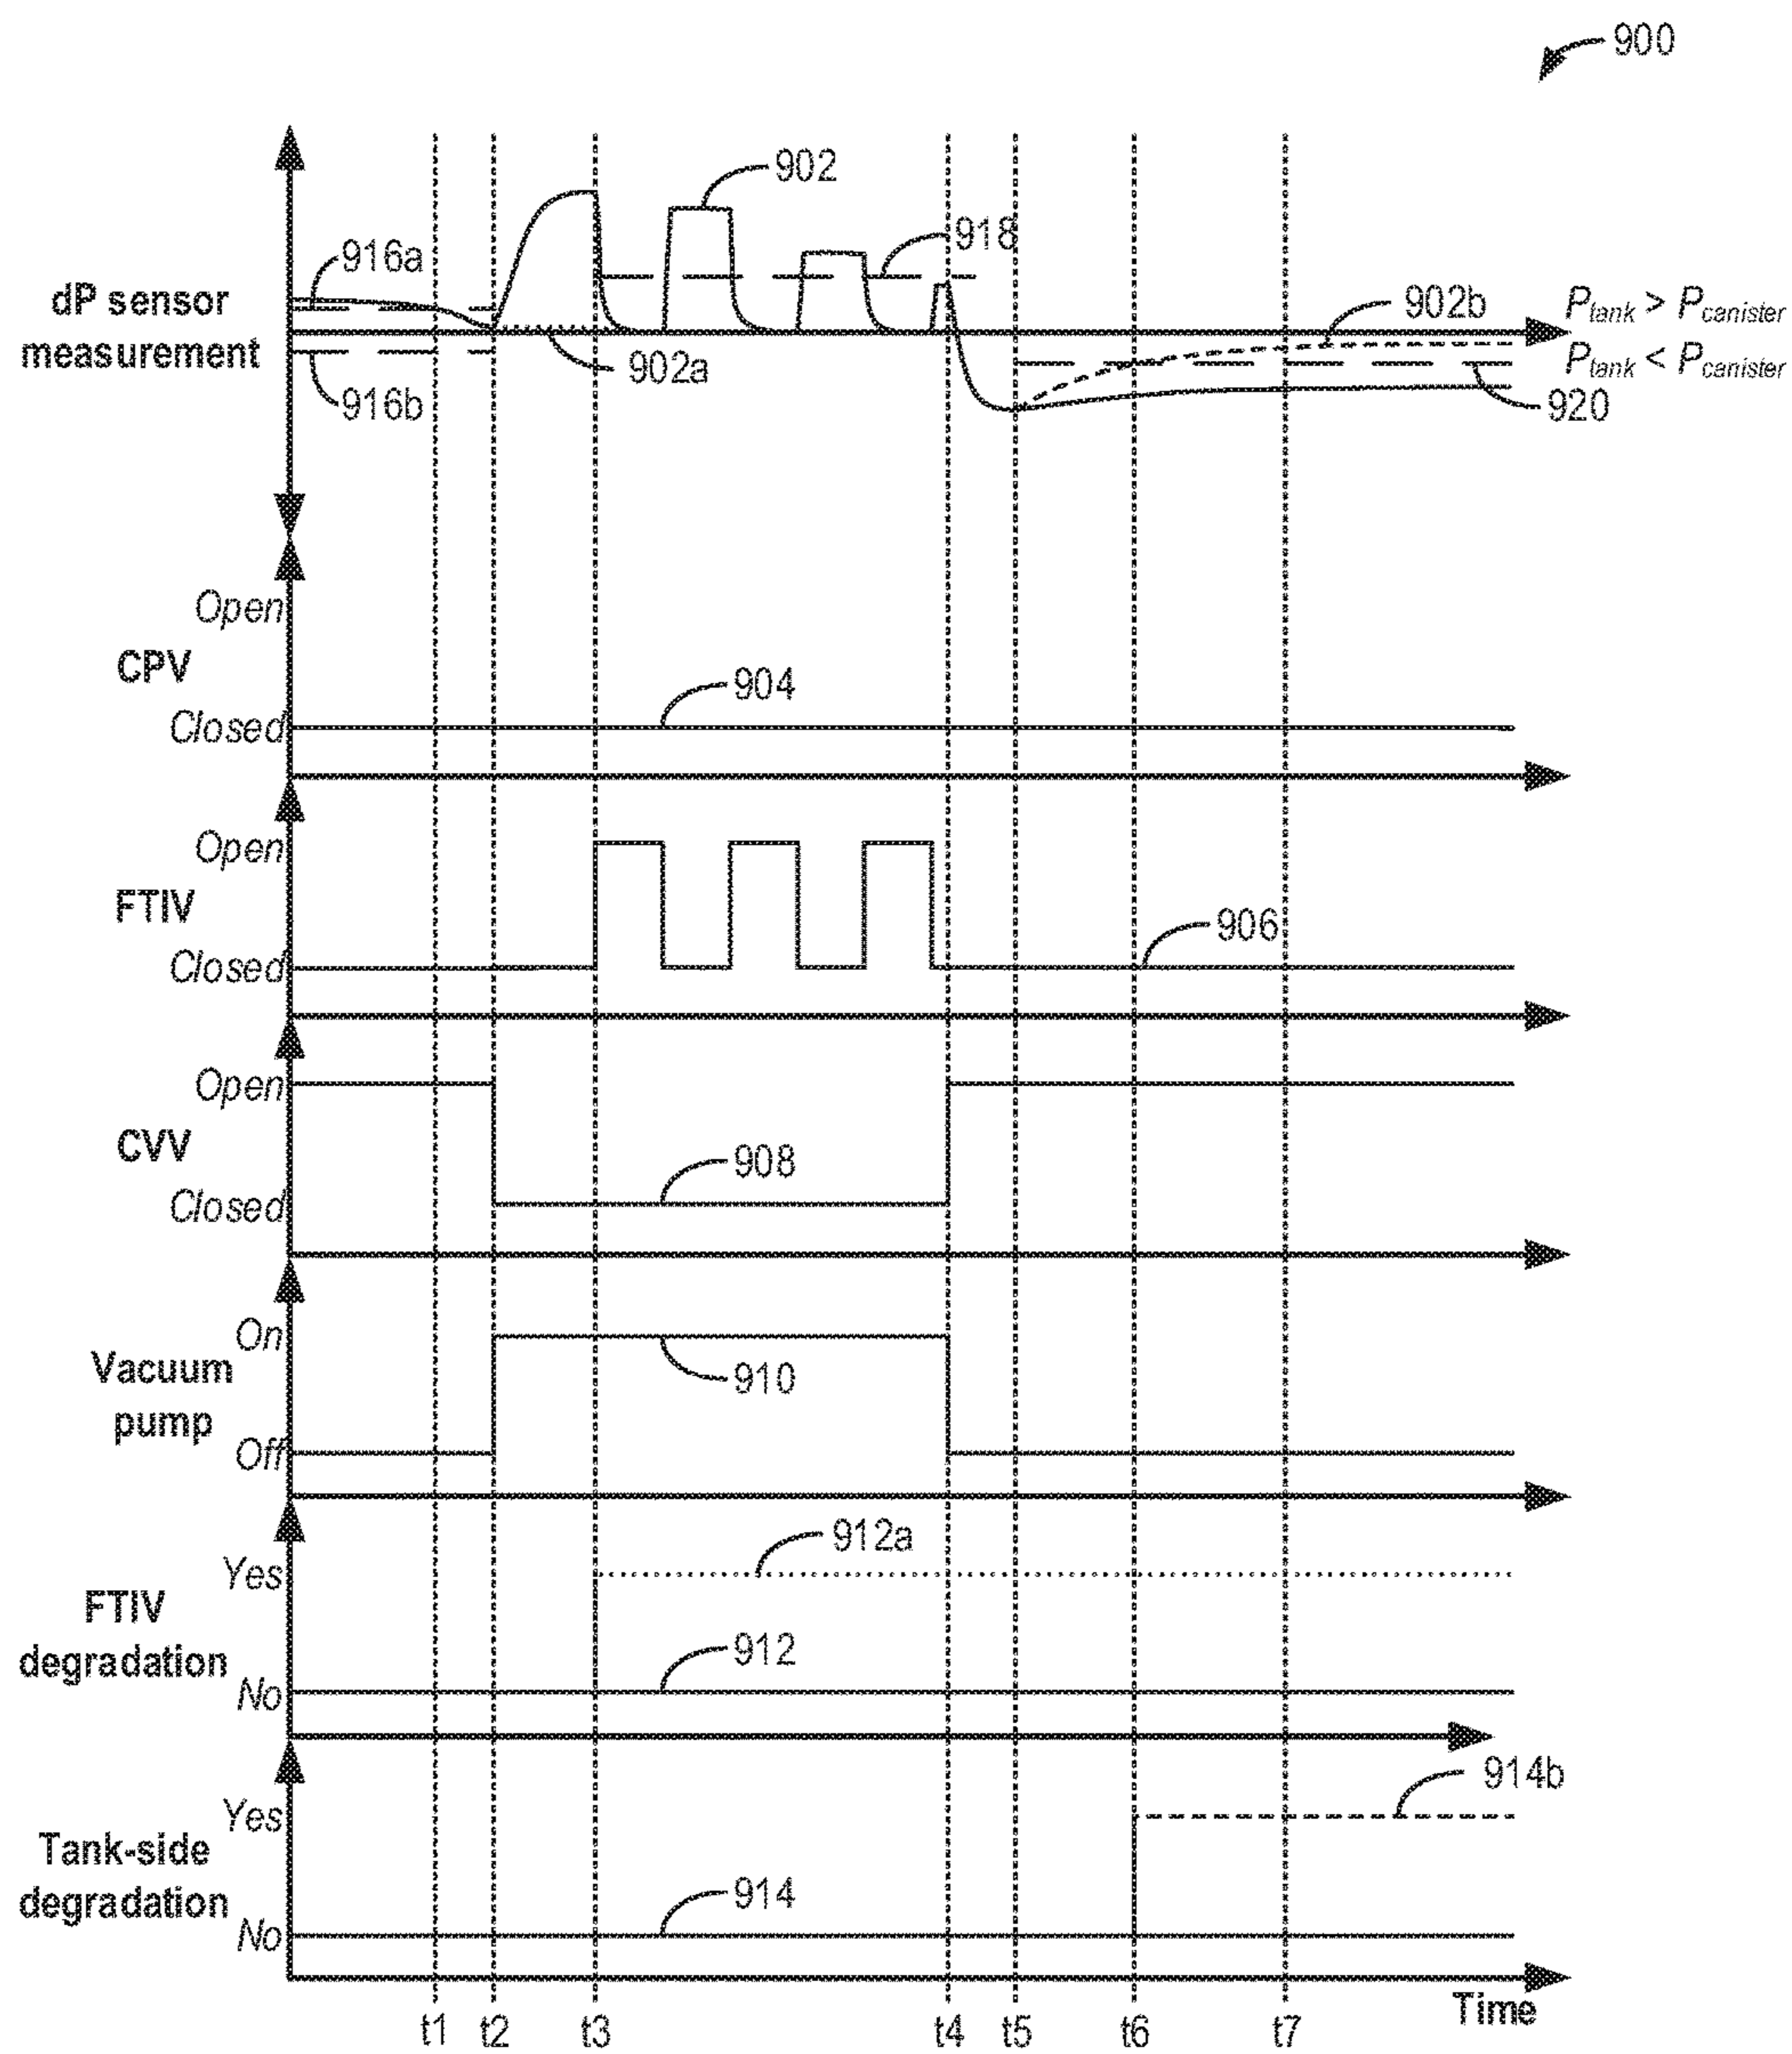 900
902
918
916a
dP sensor
measurement
902b
P_tank > P_canister
902a
P_tank < P_canister
916b
920
Open
CPV
904
Closed
Open
FTIV
906
Closed
Open
CVV
908
Closed
On
Vacuum
pump
910
Off
912a
Yes
FTIV
degradation
912
No
914b
Yes
Tank-side
degradation
914
No
Time
t1 t2 t3 t4 t5 t6 t7